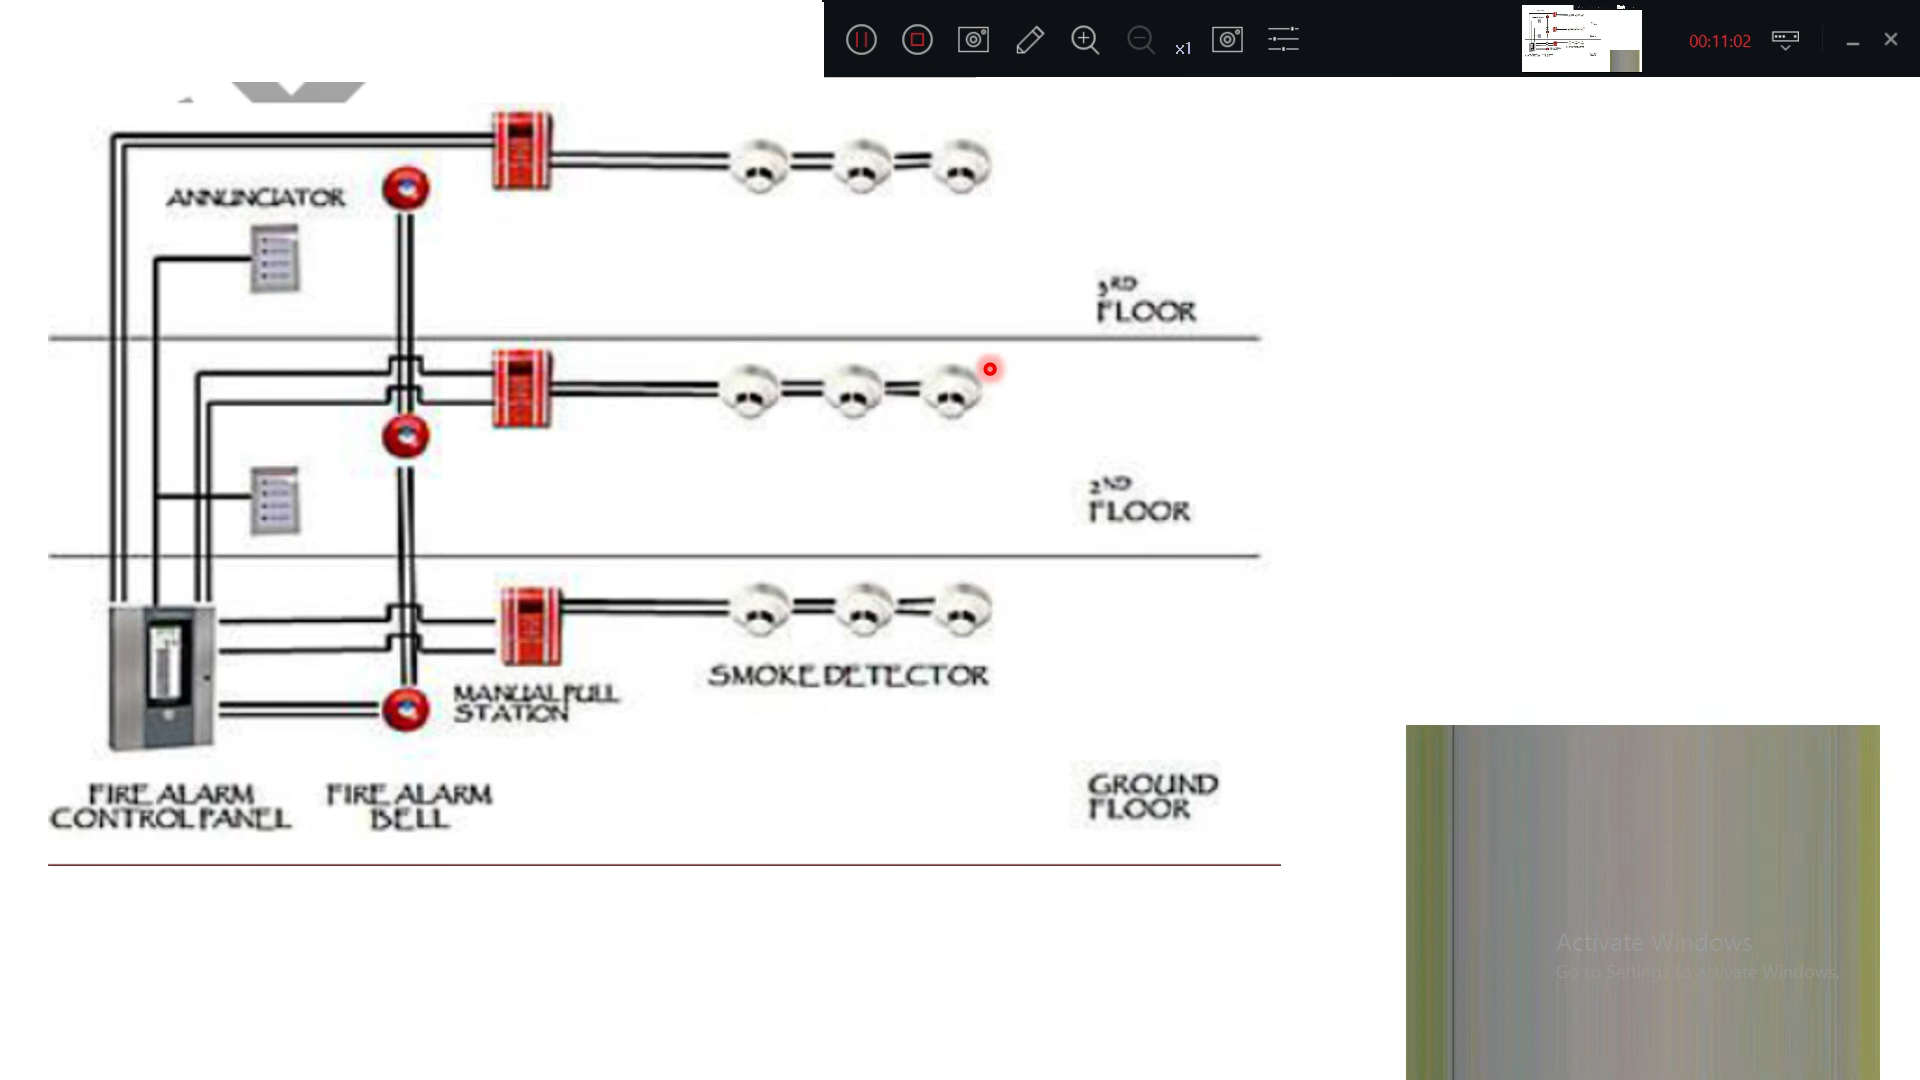 x1
00:11:02
ANNUNCIATOR
3RD
FLOOR
2ND
FLOOR
SMOKE DETECTOR
MANUAL PULL
STATION
FIRE ALARM
CONTROL PANEL
FIRE ALARM
BELL
GROUND
FLOOR
Activate Windows
Go to Settings to activate Windows.